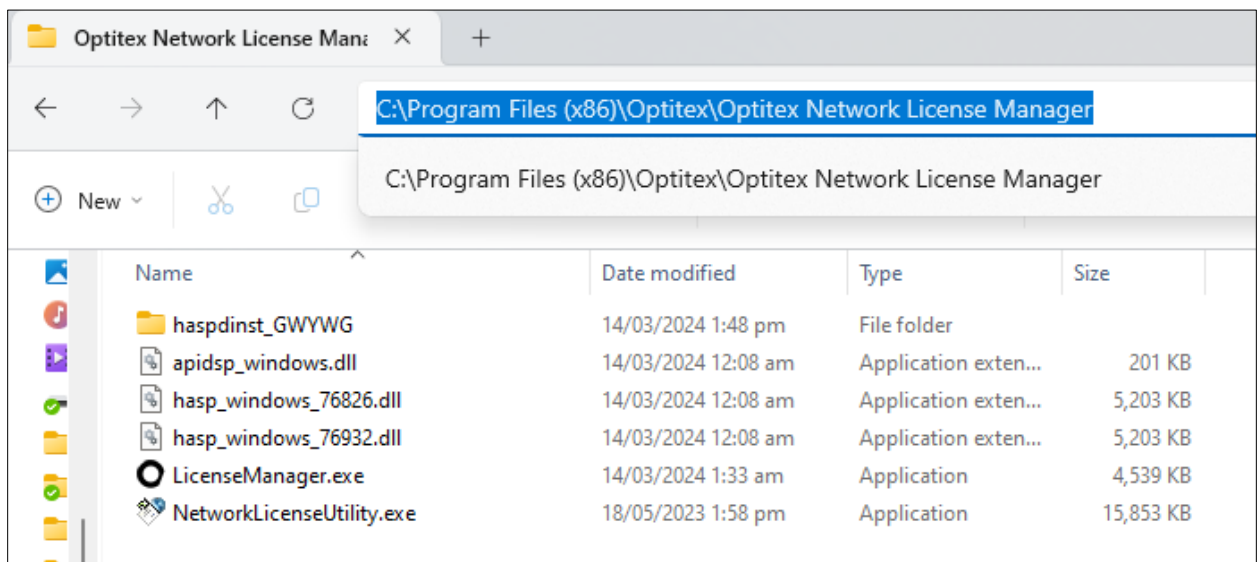 Optitex Network License Mana
C:\Program Files (x86)\Optitex\Optitex Network License Manager
C:\Program Files (x86)\Optitex\Optitex Network License Manager
New
Name Date modified Type Size
haspdinst_GWYWG 14/03/2024 1:48 pm File folder
apidsp_windows.dll 14/03/2024 12:08 am Application exten... 201 KB
hasp_windows_76826.dll 14/03/2024 12:08 am Application exten... 5,203 KB
hasp_windows_76932.dll 14/03/2024 12:08 am Application exten... 5,203 KB
LicenseManager.exe 14/03/2024 1:33 am Application 4,539 KB
NetworkLicenseUtility.exe 18/05/2023 1:58 pm Application 15,853 KB